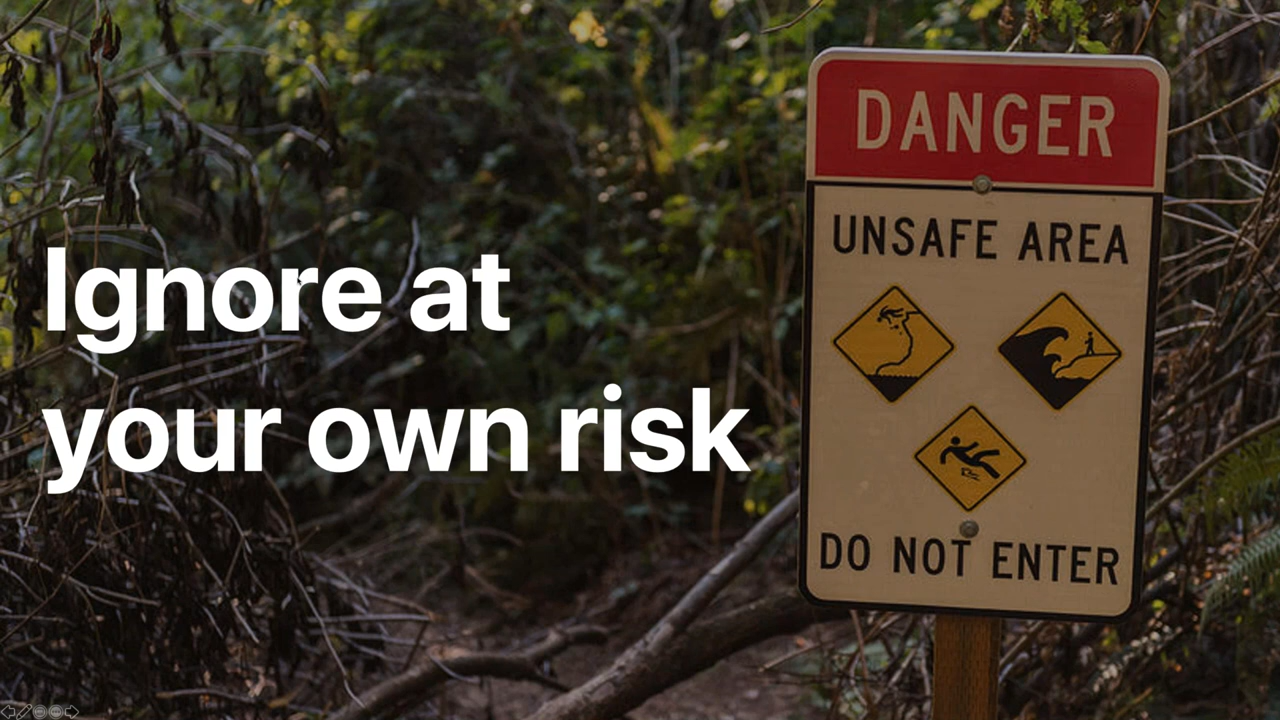 Ignore at
your own risk
DANGER
UNSAFE AREA
DO NOT ENTER